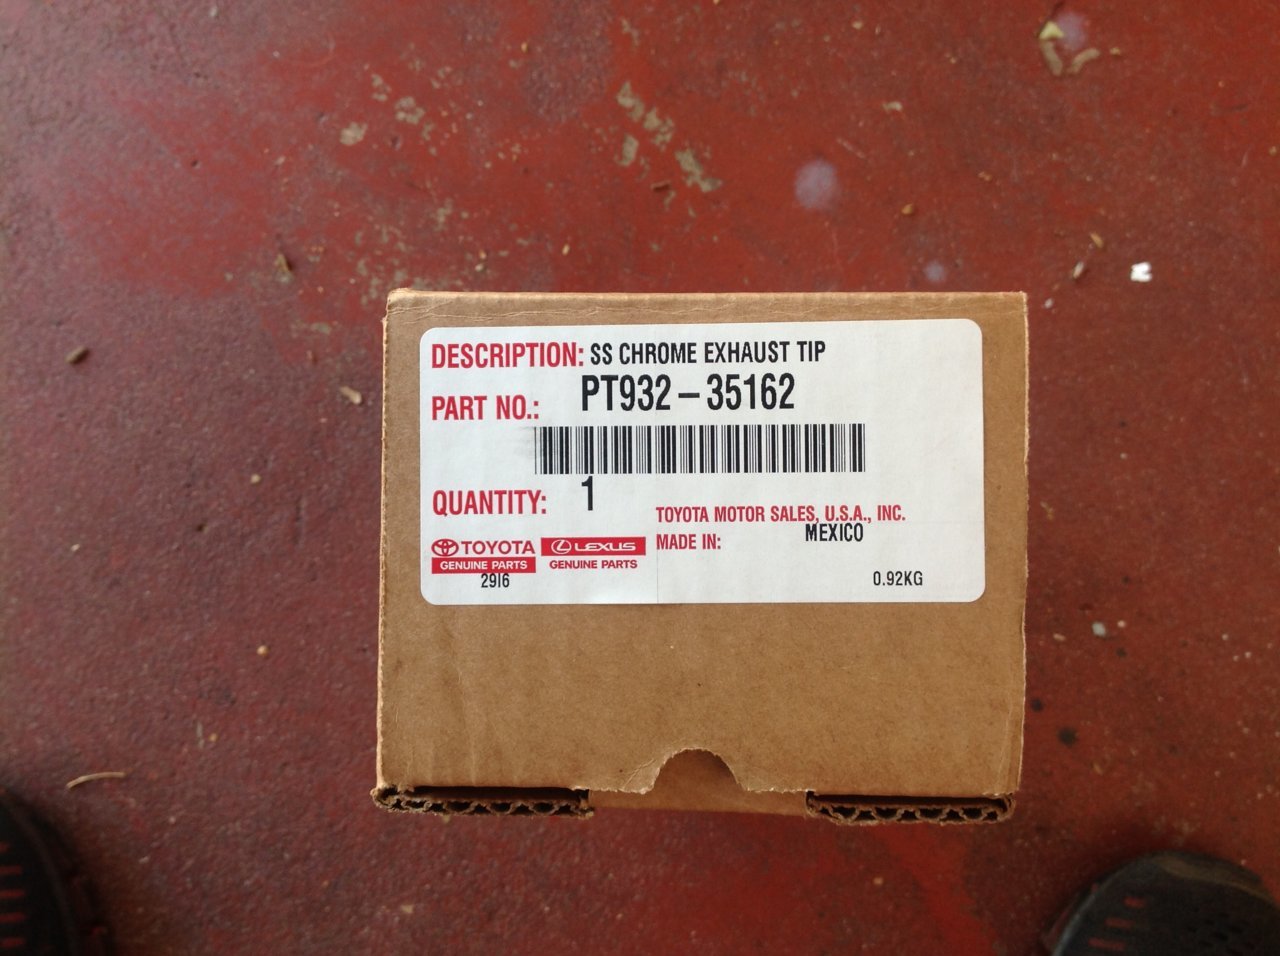 DESCRIPTION: SS CHROME EXHAUST TIP
PART NO.: PT932-35162
QUANTITY: 1
TOYOTA MOTOR SALES, U.S.A., INC.
MADE IN: MEXICO
TOYOTA LEXUS
GENUINE PARTS GENUINE PARTS
29I6 0.92KG